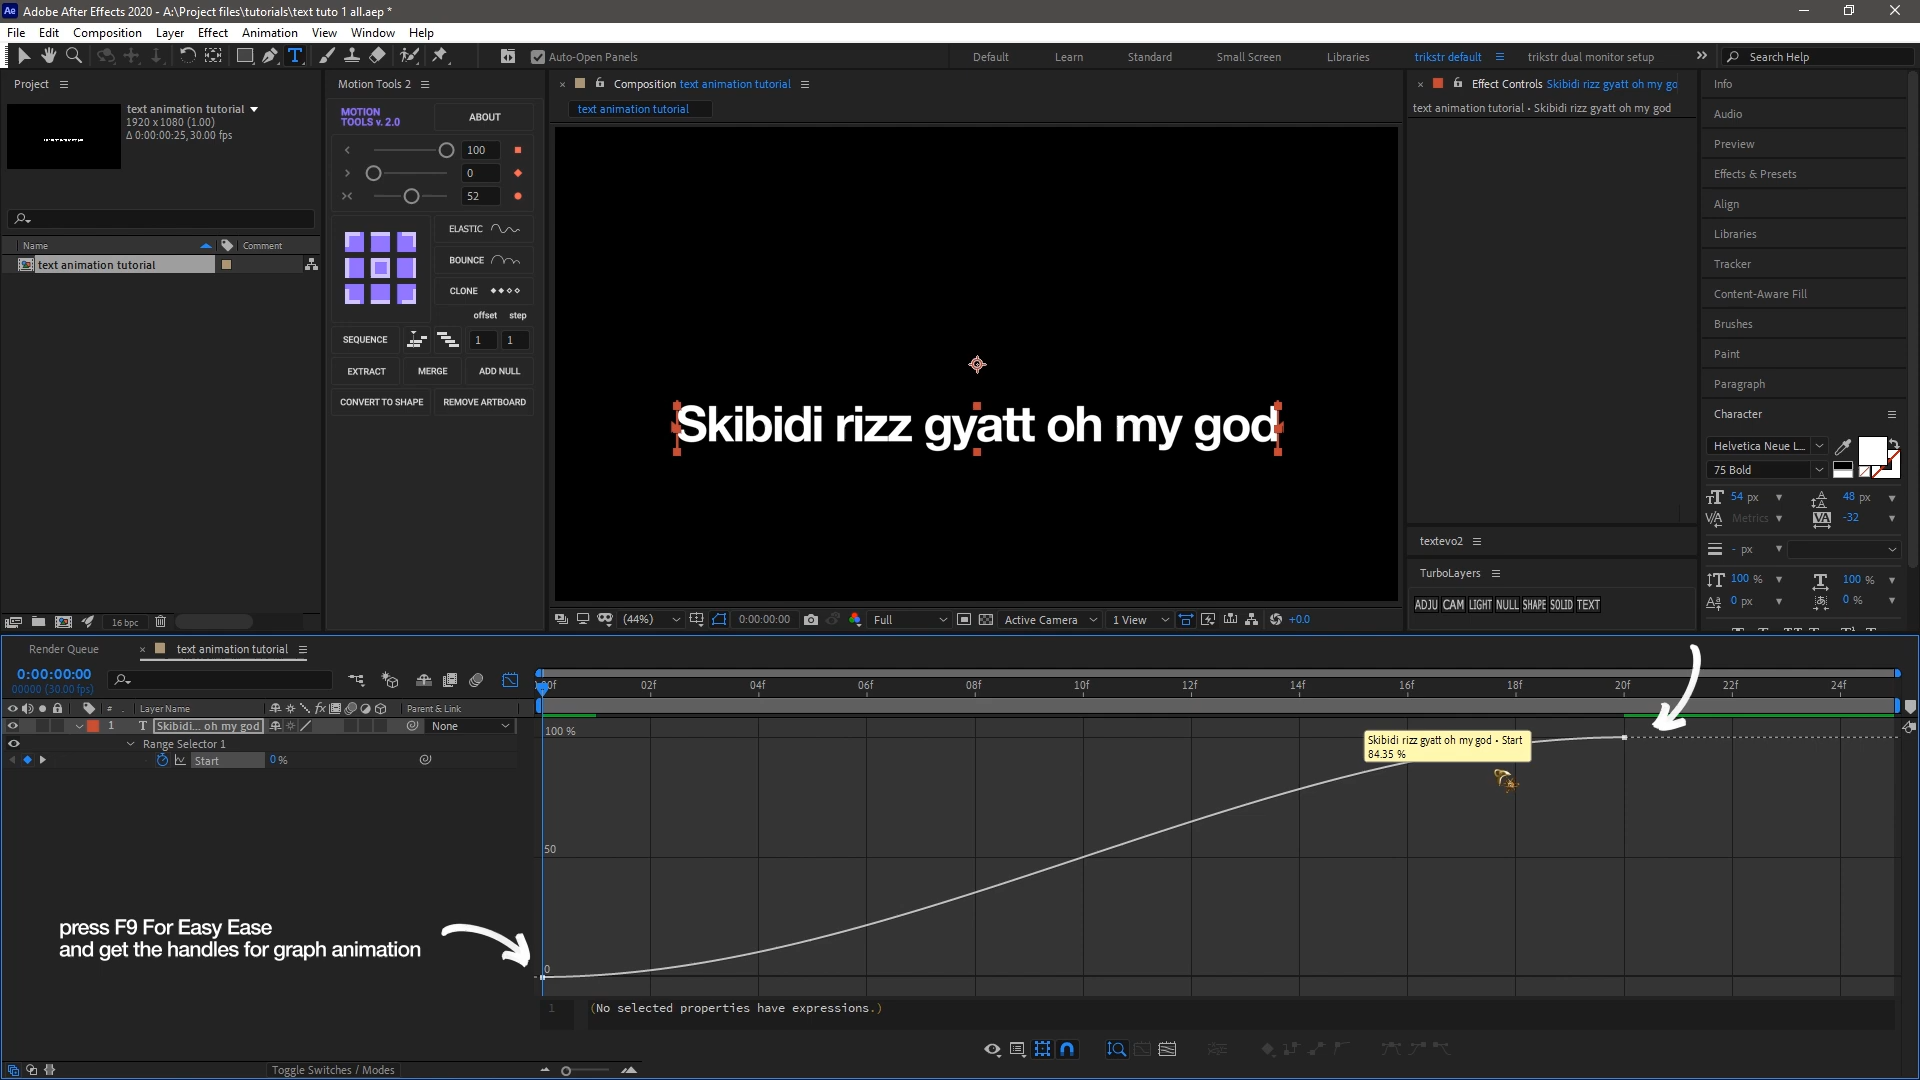 Adobe After Effects 2020 - A:\Project files\tutorials\text tuto 1 all.aep *
File Edit Composition Layer Effect Animation View Window Help
Auto-Open Panels
Default Learn Standard Small Screen Libraries trikstr default trikstr dual monitor setup Search Help
Project
text animation tutorial
1920 x 1080 (1.00)
Δ 0:00:00:25, 30.00 fps
Name Comment
text animation tutorial
16 bpc
Motion Tools 2
MOTION
TOOLS v. 2.0
ABOUT
100
0
52
ELASTIC
BOUNCE
CLONE
offset step
SEQUENCE 1 1
EXTRACT MERGE ADD NULL
CONVERT TO SHAPE REMOVE ARTBOARD
Composition text animation tutorial
text animation tutorial
Skibidi rizz gyatt oh my god
(44%) 0:00:00:00 Full Active Camera 1 View +0.0
Effect Controls Skibidi rizz gyatt oh my go
text animation tutorial • Skibidi rizz gyatt oh my god
textevo2
TurboLayers
ADJU CAM LIGHT NULL SHAPE SOLID TEXT
Info
Audio
Preview
Effects & Presets
Align
Libraries
Tracker
Content-Aware Fill
Brushes
Paint
Paragraph
Character
Helvetica Neue L...
75 Bold
54 px 48 px
Metrics -32
- px
100 % 100 %
0 px 0 %
Render Queue text animation tutorial
0:00:00:00
00000 (30.00 fps)
# Layer Name Parent & Link
1 T Skibidi... oh my god None
Range Selector 1
Start 0 %
02f 04f 06f 08f 10f 12f 14f 16f 18f 20f 22f 24f
100 %
50
0
Skibidi rizz gyatt oh my god • Start
84.35 %
press F9 For Easy Ease
and get the handles for graph animation
1 (No selected properties have expressions.)
Toggle Switches / Modes